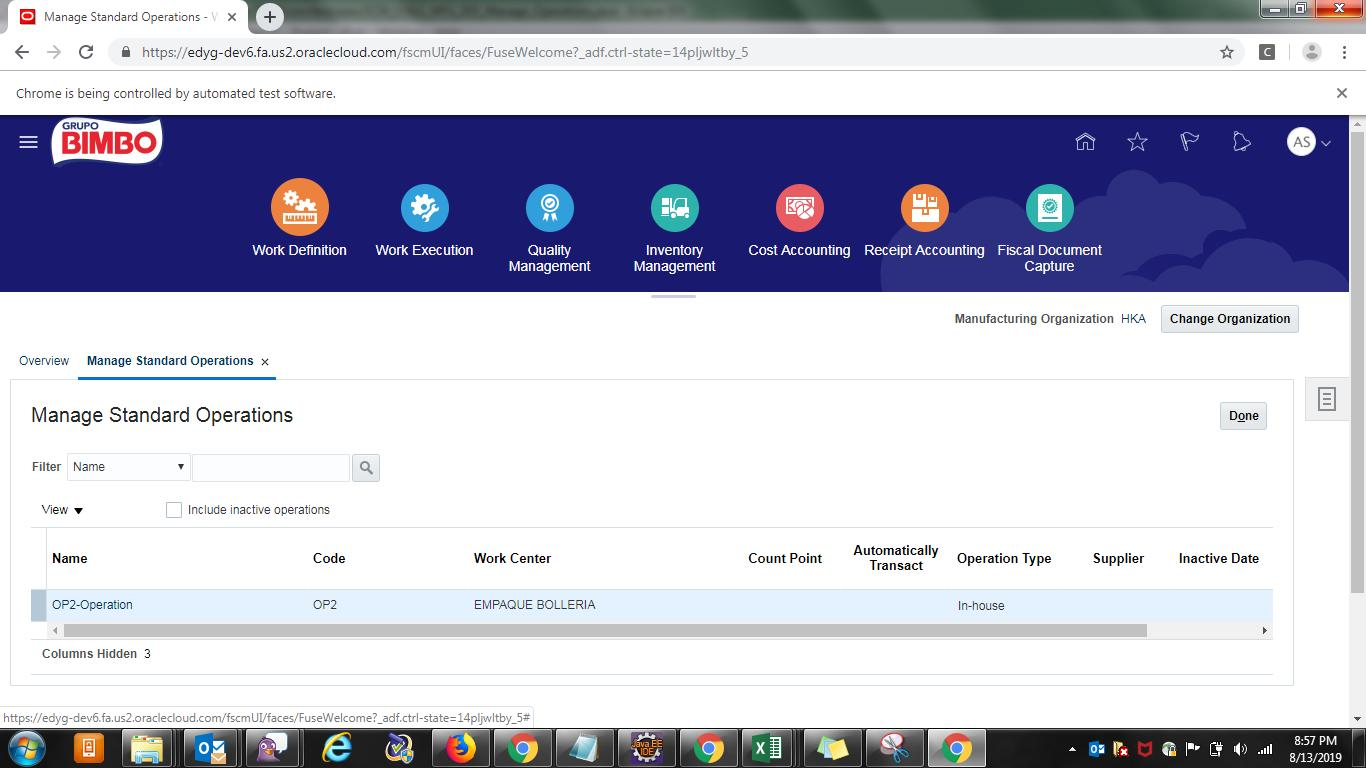 Manage Standard Operations - W
https://edyg-dev6.fa.us2.oraclecloud.com/fscmUI/faces/FuseWelcome?_adf.ctrl-state=14pljwltby_5
C
Chrome is being controlled by automated test software.
GRUPO
BIMBO
AS
Work Definition
Work Execution
Quality
Management
Inventory
Management
Cost Accounting
Receipt Accounting
Fiscal Document
Capture
Manufacturing Organization HKA Change Organization
Overview Manage Standard Operations
Manage Standard Operations
Done
Filter Name
View Include inactive operations
Name Code Work Center Count Point Automatically Transact Operation Type Supplier Inactive Date
OP2-Operation OP2 EMPAQUE BOLLERIA In-house
Columns Hidden 3
https://edyg-dev6.fa.us2.oraclecloud.com/fscmUI/faces/FuseWelcome?_adf.ctrl-state=14pljwltby_5#
Java EE
IDE
8:57 PM
8/13/2019